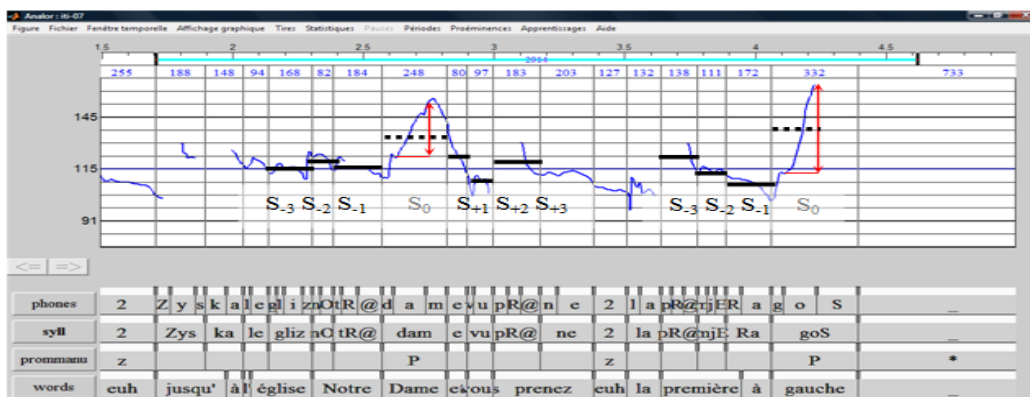 Analor : iti-07
Figure Fichier Fenêtre temporelle Affichage graphique Tires Statistiques Pauses Périodes Proéminences Apprentissages Aide
1.5 2 2.5 3 3.5 4 4.5
2914
255 188 148 94 168 82 184 248 80 97 183 203 127 132 138 111 172 332 733
145
115
S-3 S-2 S-1 S0 S+1 S+2 S+3 S-3 S-2 S-1 S0
91
<= =>
phones 2 Z y s k a l e g l i z n O t R @ d a m e v u p R @ n e 2 l a p R @ m j E R a g o S _
syll 2 Zys ka le gliz nO tR@ dam e vu pR@ ne 2 la pR@ mjE Ra goS _
prommanu z P z P *
words euh jusqu' à l' église Notre Dame et vous prenez euh la première à gauche